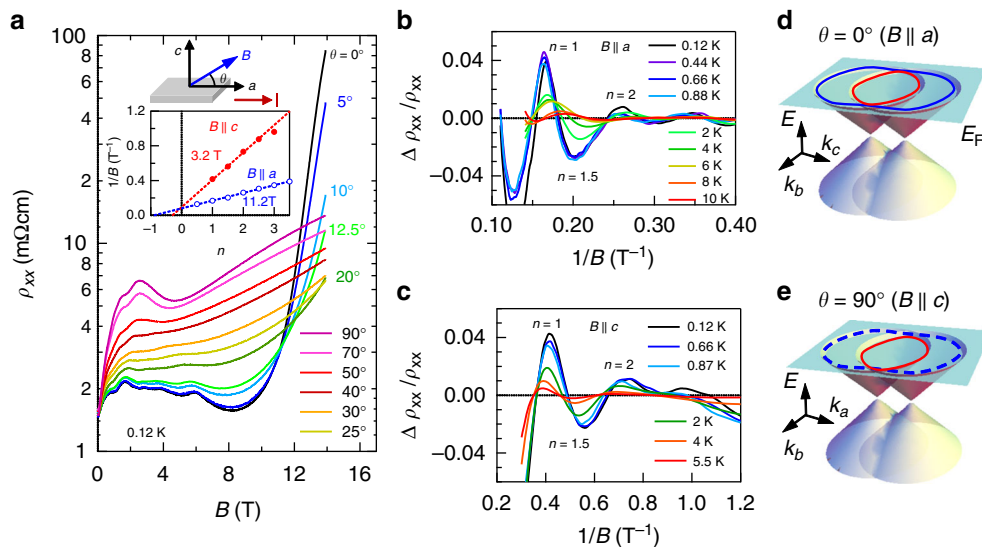 a
c
B
θ
a
I
100
8
6
4
2
10
8
6
4
2
1
ρxx (mΩcm)
0
4
8
12
16
B (T)
θ = 0°
5°
10°
12.5°
20°
90°
70°
50°
40°
30°
25°
0.12 K
1.2
0.8
0.4
0.0
1/B (T⁻¹)
−1 0 1 2 3
n
B || c
3.2 T
B || a
11.2T
b
0.04
0.00
−0.04
Δ ρxx /ρxx
n = 1
B || a
n = 2
n = 1.5
0.12 K
0.44 K
0.66 K
0.88 K
2 K
4 K
6 K
8 K
10 K
0.10 0.20 0.30 0.40
1/B (T⁻¹)
c
0.04
0.00
−0.04
Δ ρxx /ρxx
n = 1
B || c
n = 2
n = 1.5
0.12 K
0.66 K
0.87 K
2 K
4 K
5.5 K
0.2 0.4 0.6 0.8 1.0 1.2
1/B (T⁻¹)
d
θ = 0° (B || a)
E
kc
kb
EF
e
θ = 90° (B || c)
E
ka
kb